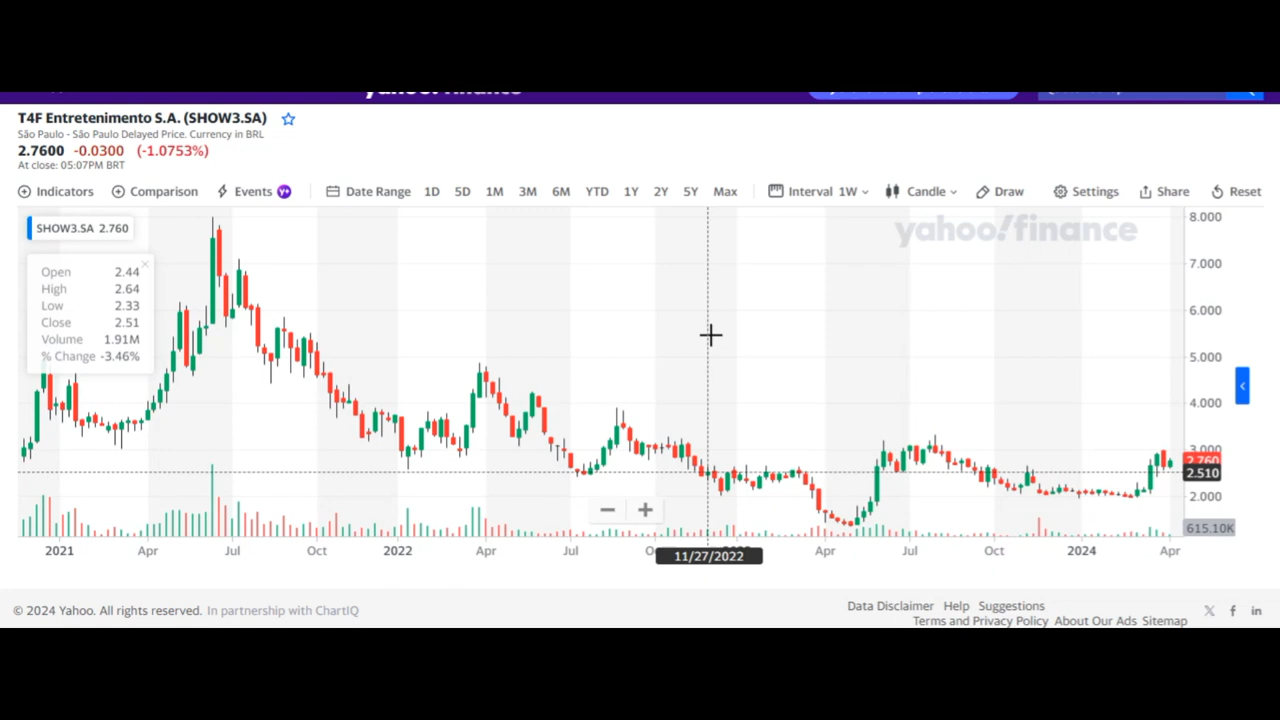 T4F Entretenimento S.A. (SHOW3.SA)
São Paulo - São Paulo Delayed Price. Currency in BRL
2.7600 -0.0300 (-1.0753%)
At close: 05:07PM BRT
Indicators Comparison Events Y+ Date Range 1D 5D 1M 3M 6M YTD 1Y 2Y 5Y Max Interval 1W Candle Draw Settings Share Reset
SHOW3.SA 2.760
yahoo!finance
Open 2.44
High 2.64
Low 2.33
Close 2.51
Volume 1.91M
% Change -3.46%
8.000
7.000
6.000
5.000
4.000
3.000
2.760
2.510
2.000
615.10K
2021 Apr Jul Oct 2022 Apr Jul 11/27/2022 Apr Jul Oct 2024 Apr
© 2024 Yahoo. All rights reserved. In partnership with ChartIQ
Data Disclaimer Help Suggestions
Terms and Privacy Policy About Our Ads Sitemap